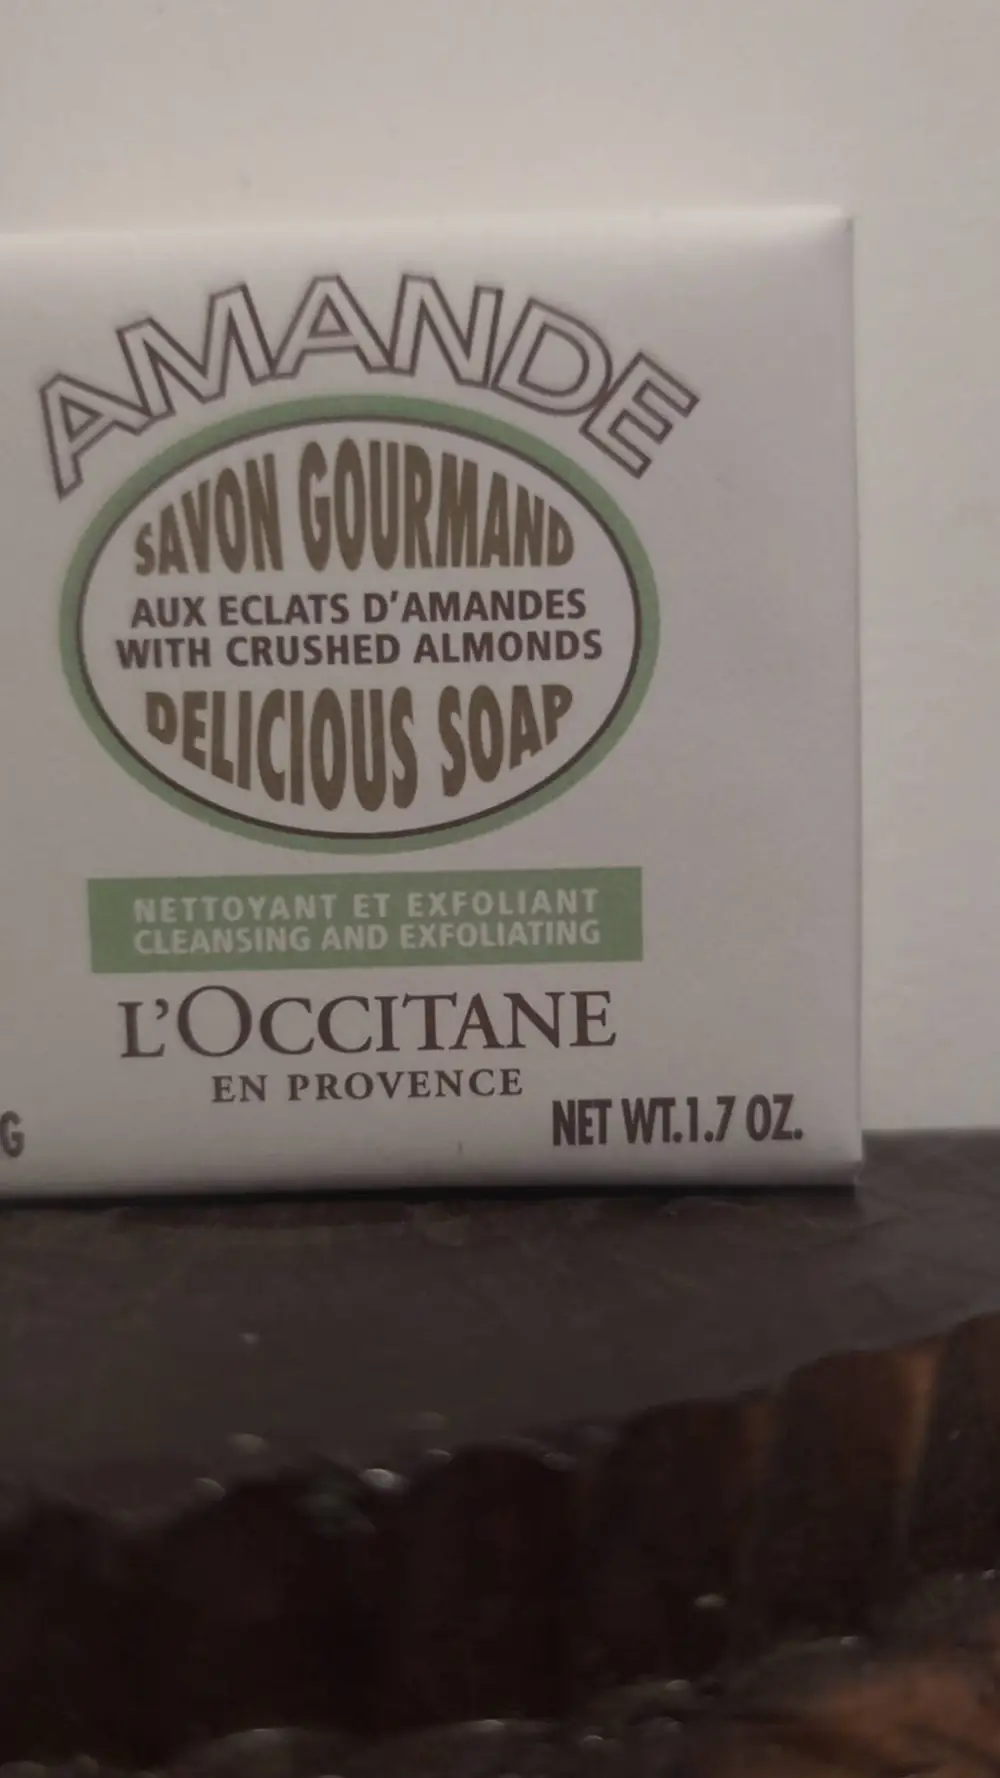 AMANDE
SAVON GOURMAND
AUX ECLATS D'AMANDES
WITH CRUSHED ALMONDS
DELICIOUS SOAP
NETTOYANT ET EXFOLIANT
CLEANSING AND EXFOLIATING
L'OCCITANE
EN PROVENCE
G
NET WT.1.7 OZ.